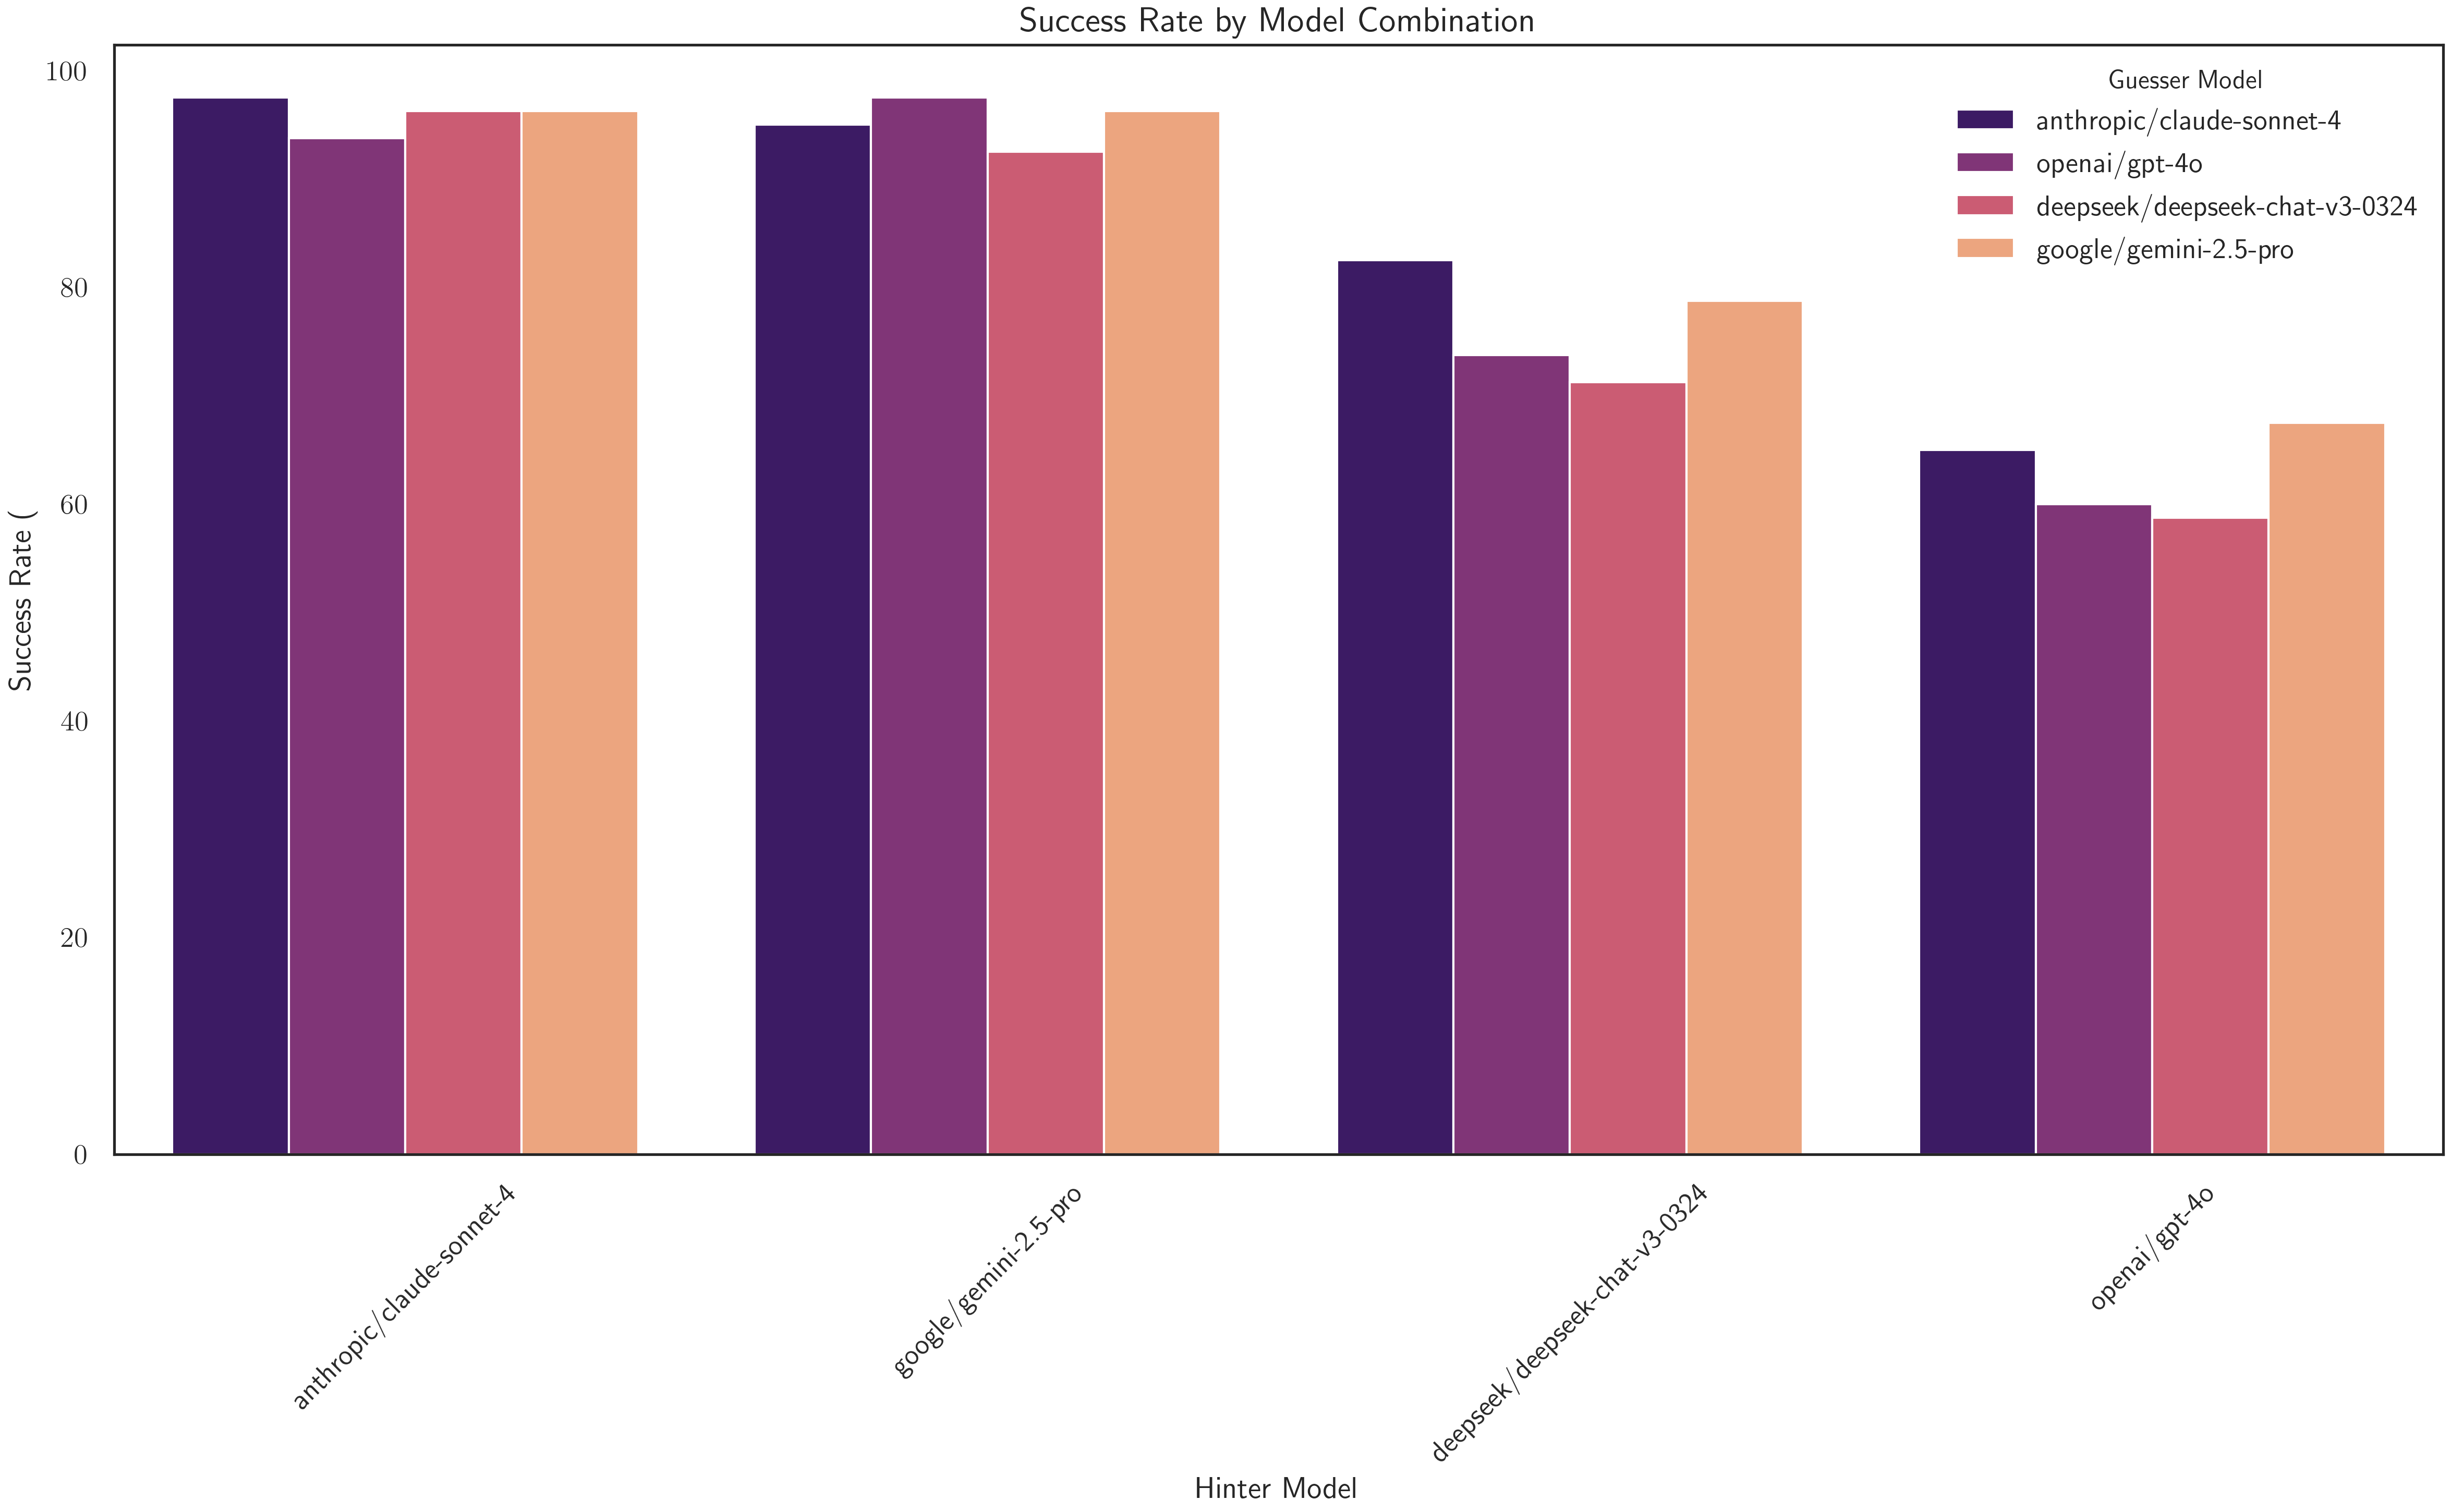 Success Rate by Model Combination
Success Rate (
100
80
60
40
20
0
Guesser Model
anthropic/claude-sonnet-4
openai/gpt-4o
deepseek/deepseek-chat-v3-0324
google/gemini-2.5-pro
anthropic/claude-sonnet-4
google/gemini-2.5-pro
deepseek/deepseek-chat-v3-0324
openai/gpt-4o
Hinter Model